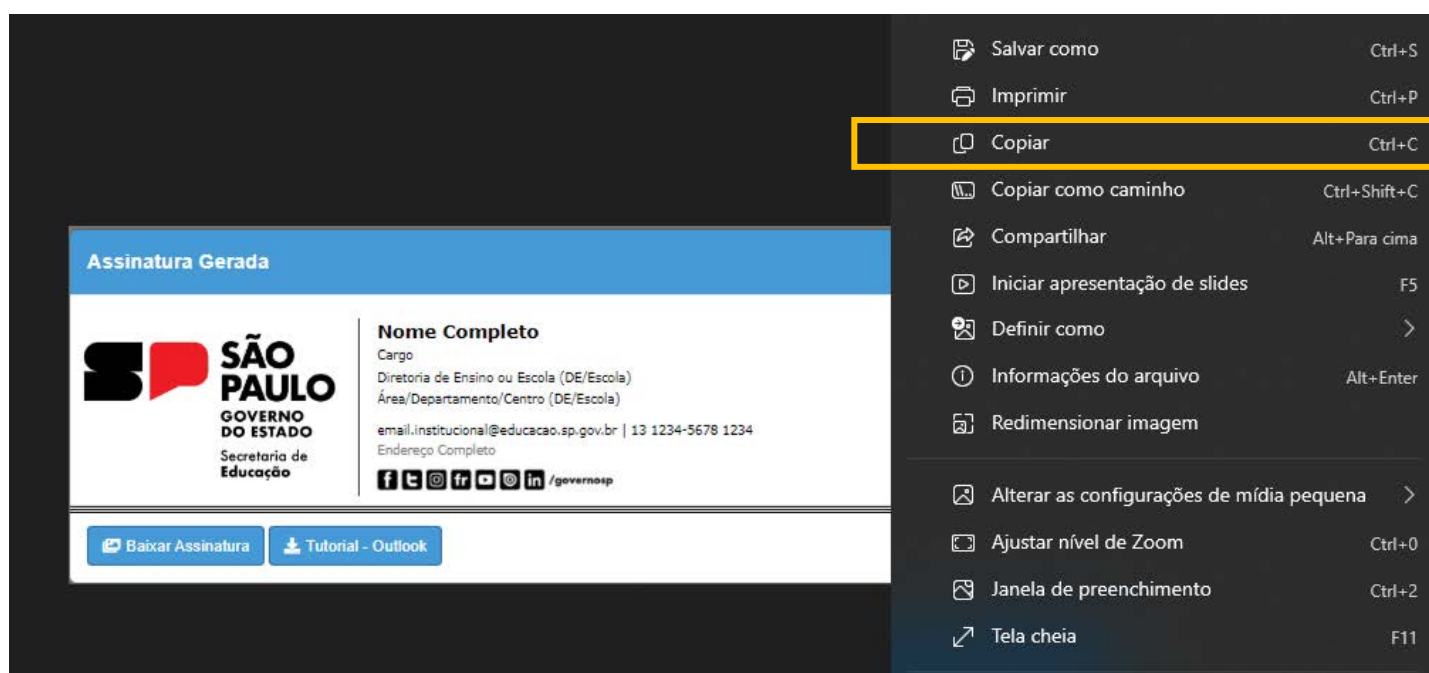 Salvar como Ctrl+S
Imprimir Ctrl+P
Copiar Ctrl+C
Copiar como caminho Ctrl+Shift+C
Compartilhar Alt+Para cima
Iniciar apresentação de slides F5
Definir como
Informações do arquivo Alt+Enter
Redimensionar imagem
Alterar as configurações de mídia pequena
Ajustar nível de Zoom Ctrl+0
Janela de preenchimento Ctrl+2
Tela cheia F11
Assinatura Gerada
SP
SÃO
PAULO
GOVERNO
DO ESTADO
Secretaria de
Educação
Nome Completo
Cargo
Diretoria de Ensino ou Escola (DE/Escola)
Área/Departamento/Centro (DE/Escola)
email.institucional@educacao.sp.gov.br | 13 1234-5678 1234
Endereço Completo
/governosp
Baixar Assinatura
Tutorial - Outlook